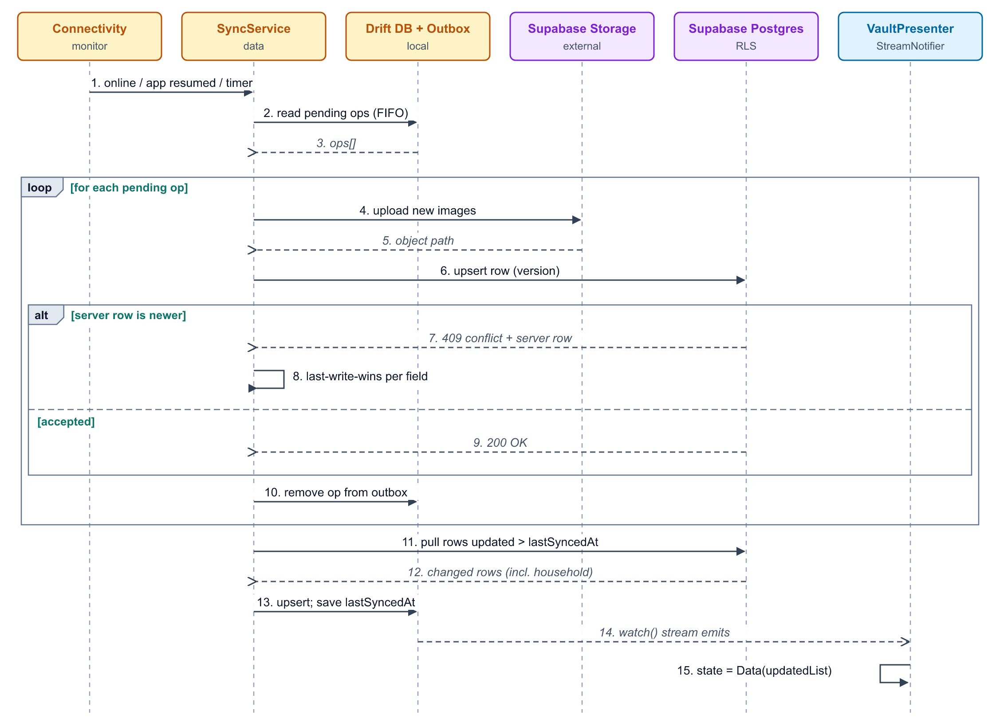 Connectivity
monitor
SyncService
data
Drift DB + Outbox
local
Supabase Storage
external
Supabase Postgres
RLS
VaultPresenter
StreamNotifier
1. online / app resumed / timer
2. read pending ops (FIFO)
3. ops[]
loop [for each pending op]
4. upload new images
5. object path
6. upsert row (version)
alt [server row is newer]
7. 409 conflict + server row
8. last-write-wins per field
[accepted]
9. 200 OK
10. remove op from outbox
11. pull rows updated > lastSyncedAt
12. changed rows (incl. household)
13. upsert; save lastSyncedAt
14. watch() stream emits
15. state = Data(updatedList)